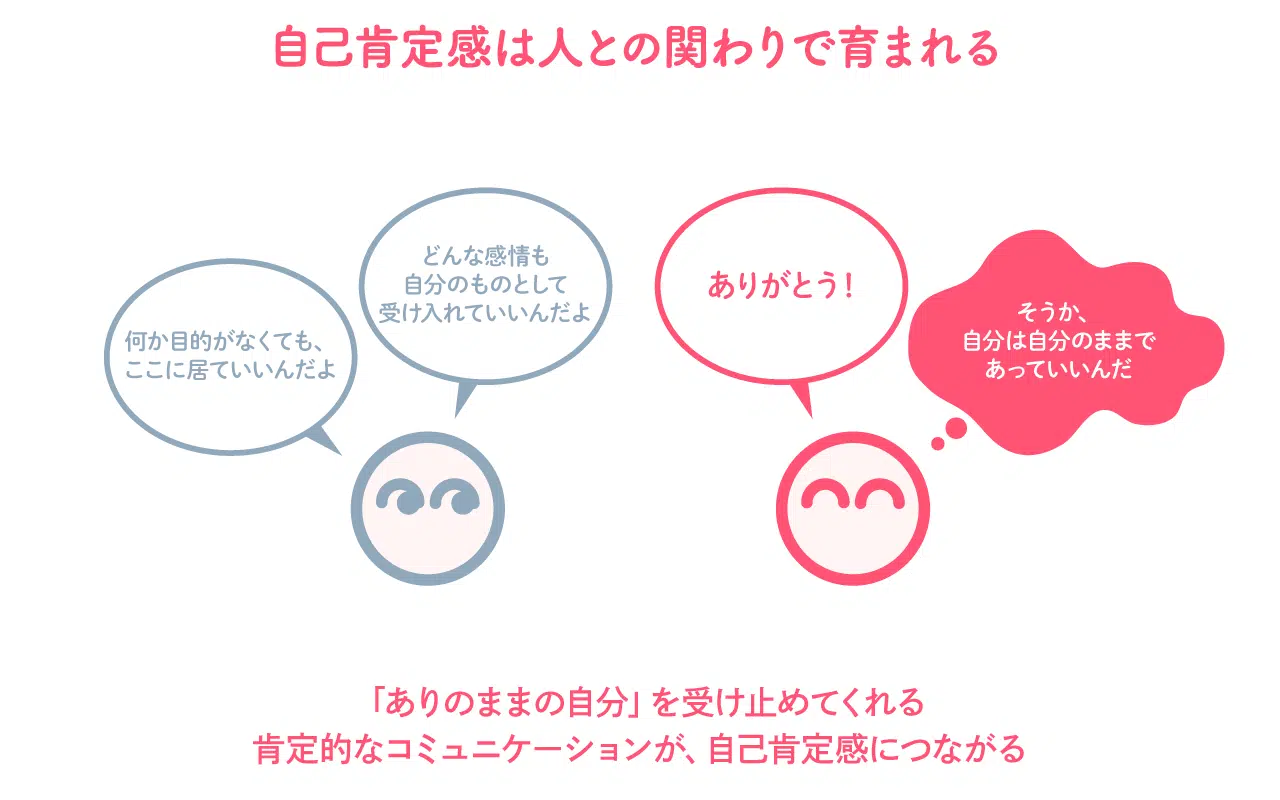 自己肯定感は人との関わりで育まれる
何か目的がなくても、
ここに居ていいんだよ
どんな感情も
自分のものとして
受け入れていいんだよ
ありがとう！
そうか、
自分は自分のままで
あっていいんだ
「ありのままの自分」を受け止めてくれる
肯定的なコミュニケーションが、自己肯定感につながる